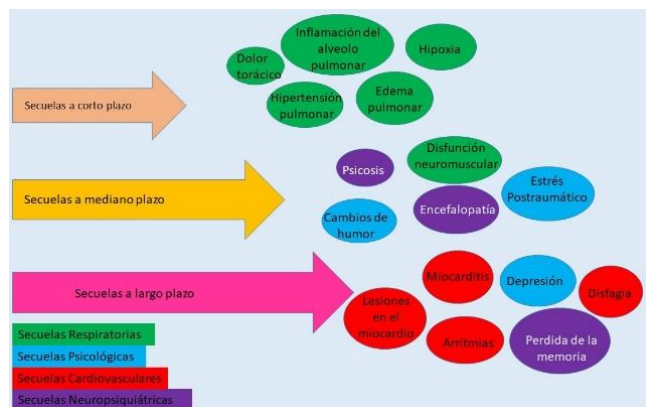 Inflamación del
alveolo
pulmonar
Hipoxia
Dolor
torácico
Hipertensión
pulmonar
Edema
pulmonar
Secuelas a corto plazo
Disfunción
neuromuscular
Psicosis
Estrés
Postraumático
Encefalopatía
Secuelas a mediano plazo
Cambios de
humor
Miocarditis
Depresión
Disfagia
Secuelas a largo plazo
Lesiones
en el
miocardio
Arritmias
Perdida de la
memoria
Secuelas Respiratorias
Secuelas Psicológicas
Secuelas Cardiovasculares
Secuelas Neuropsiquiátricas